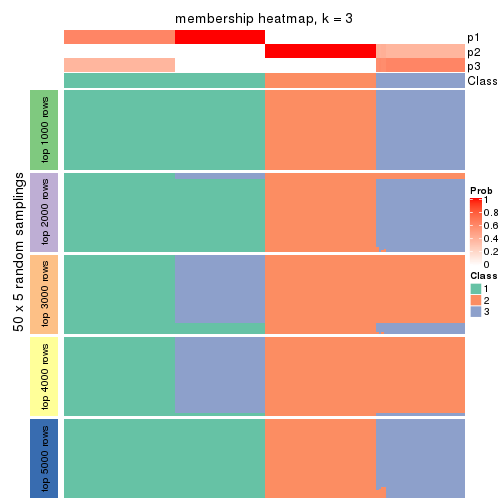 membership heatmap, k = 3
p1
p2
p3
Class
50 x 5 random samplings
top 1000 rows
top 2000 rows
top 3000 rows
top 4000 rows
top 5000 rows
Prob
1
0.8
0.6
0.4
0.2
0
Class
1
2
3